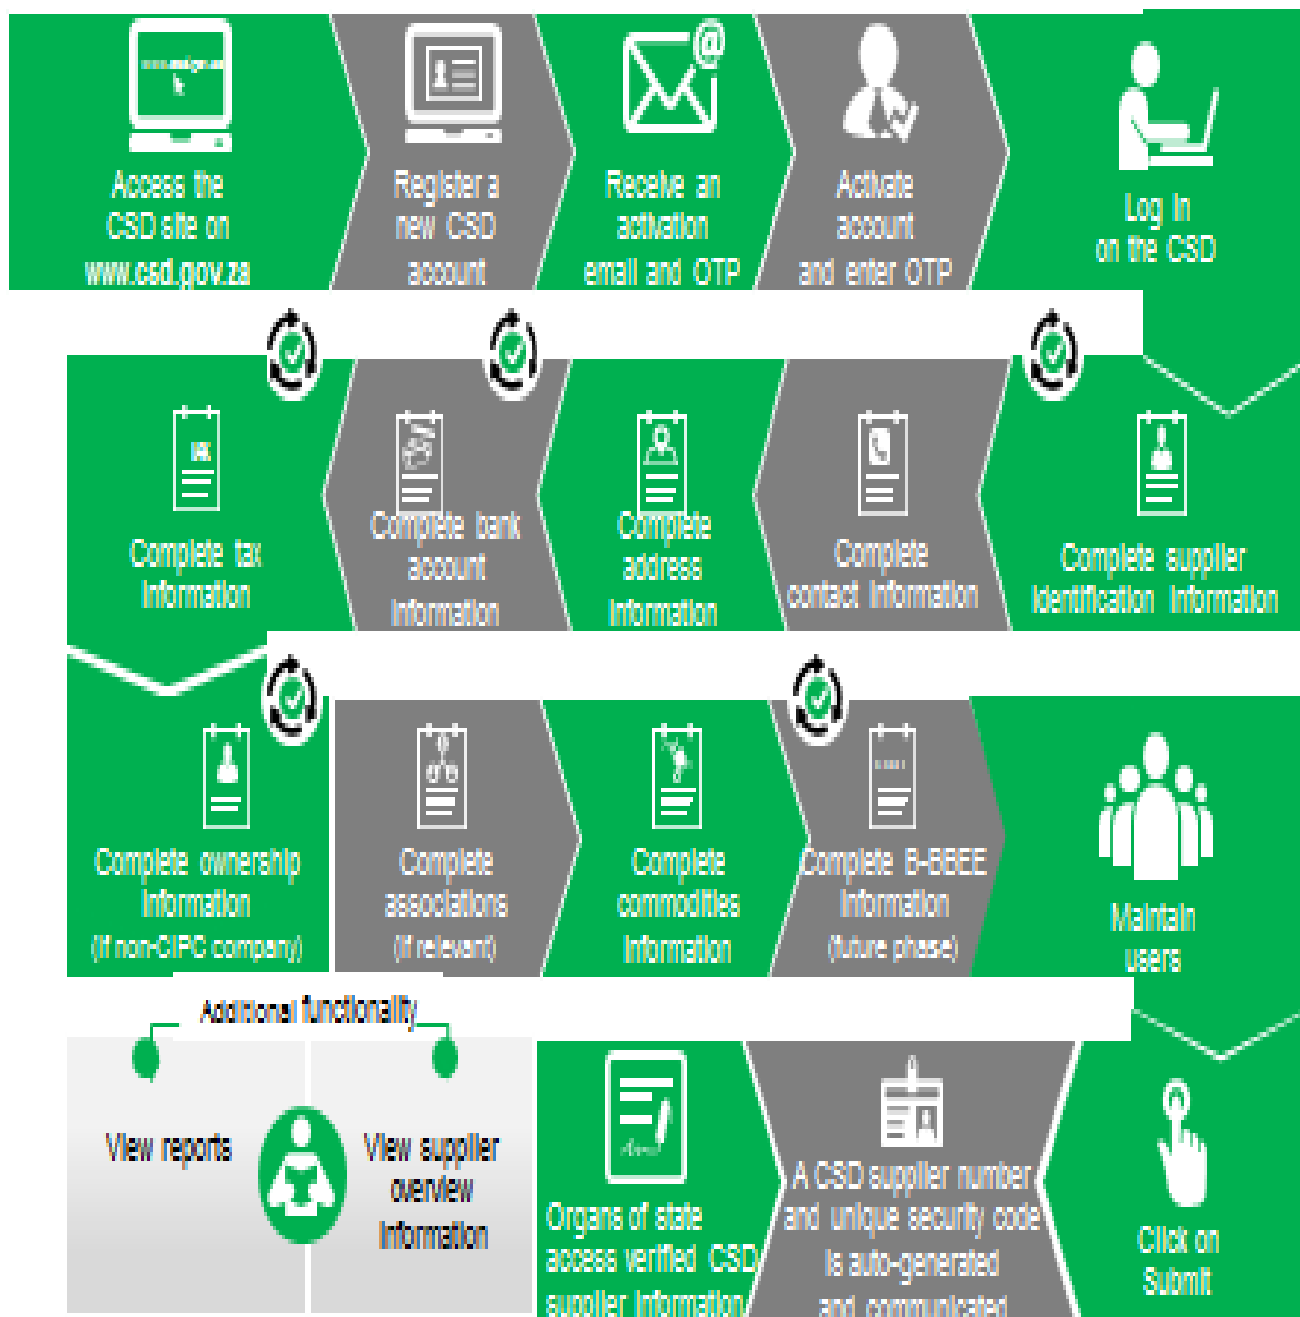 Access the
CSD site on
www.csd.gov.za
Register a
new CSD
account
Receive an
activation
email and OTP
Activate
account
and enter OTP
Log in
on the CSD
Complete tax
information
Complete bank
account
information
Complete
address
information
Complete
contact information
Complete supplier
identification information
Complete ownership
information
(if non-CIPC company)
Complete
associations
(if relevant)
Complete
commodities
information
Complete B-BBEE
information
(future phase)
Maintain
users
Additional functionality
View reports
View supplier
overview
information
Organs of state
access verified CSD
supplier information
A CSD supplier number
and unique security code
is auto-generated
and communicated
Click on
Submit